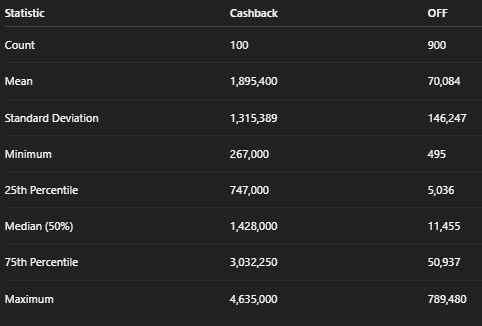 Statistic Cashback OFF
Count 100 900
Mean 1,895,400 70,084
Standard Deviation 1,315,389 146,247
Minimum 267,000 495
25th Percentile 747,000 5,036
Median (50%) 1,428,000 11,455
75th Percentile 3,032,250 50,937
Maximum 4,635,000 789,480